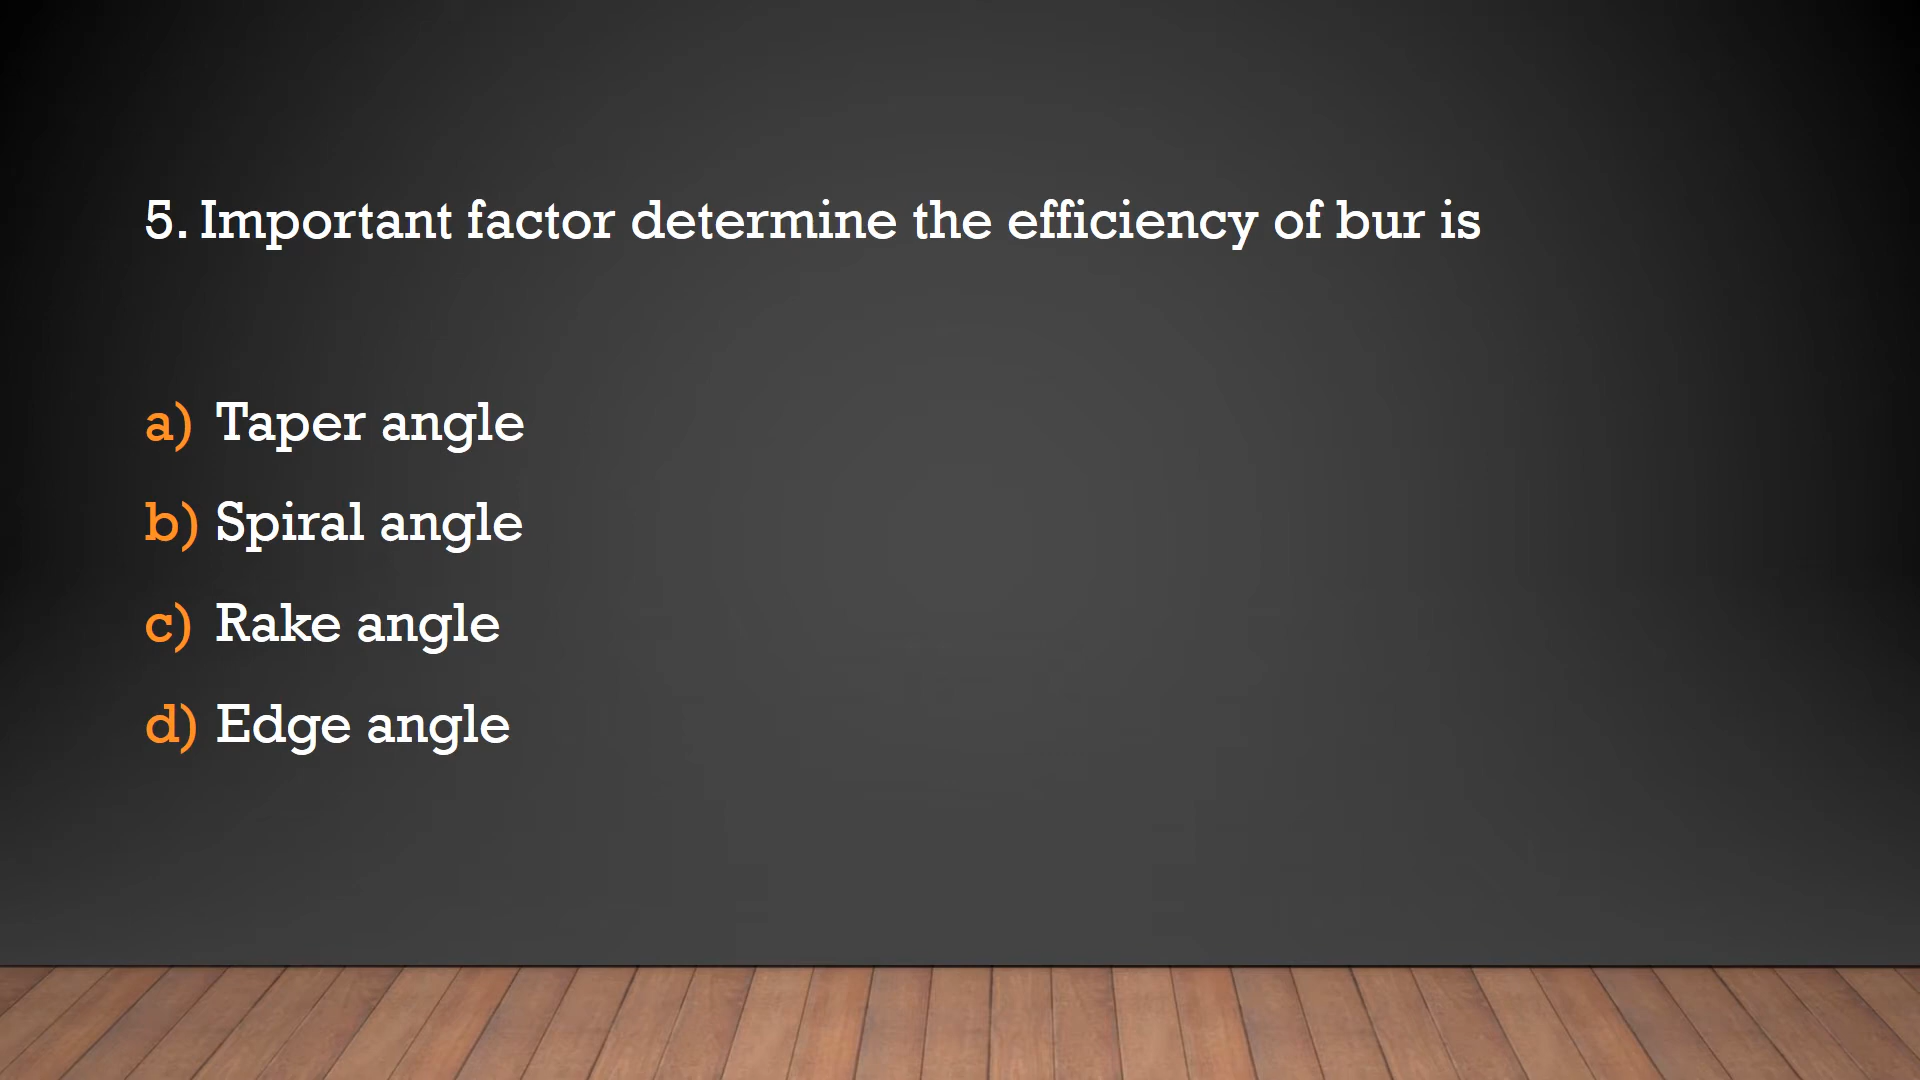 5. Important factor determine the efficiency of bur is
a) Taper angle
b) Spiral angle
c) Rake angle
d) Edge angle